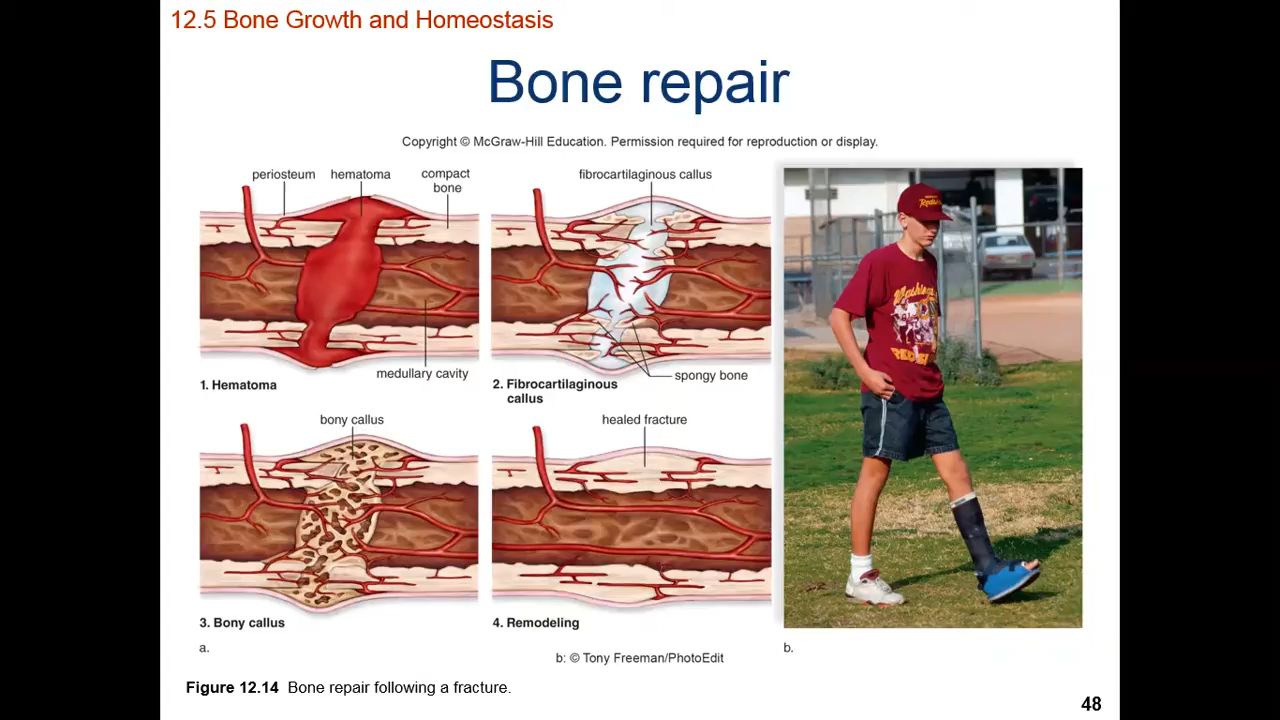 12.5 Bone Growth and Homeostasis
Bone repair
Copyright © McGraw-Hill Education. Permission required for reproduction or display.
periosteum
hematoma
compact
bone
medullary cavity
1. Hematoma
fibrocartilaginous callus
spongy bone
2. Fibrocartilaginous
callus
bony callus
3. Bony callus
healed fracture
4. Remodeling
a.
b: © Tony Freeman/PhotoEdit
b.
Figure 12.14 Bone repair following a fracture.
48